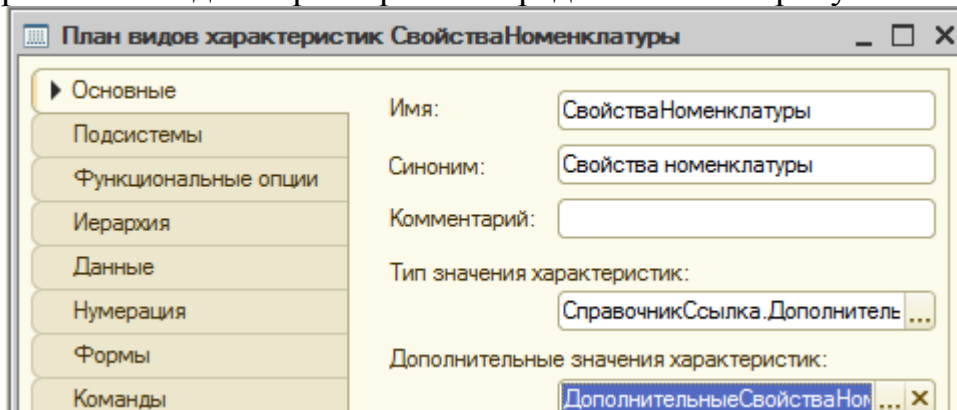 План видов характеристик СвойстваНоменклатуры
Основные
Подсистемы
Функциональные опции
Иерархия
Данные
Нумерация
Формы
Команды
Имя: СвойстваНоменклатуры
Синоним: Свойства номенклатуры
Комментарий:
Тип значения характеристик:
СправочникСсылка.Дополнитель ...
Дополнительные значения характеристик:
ДополнительныеСвойстваНом ... ×